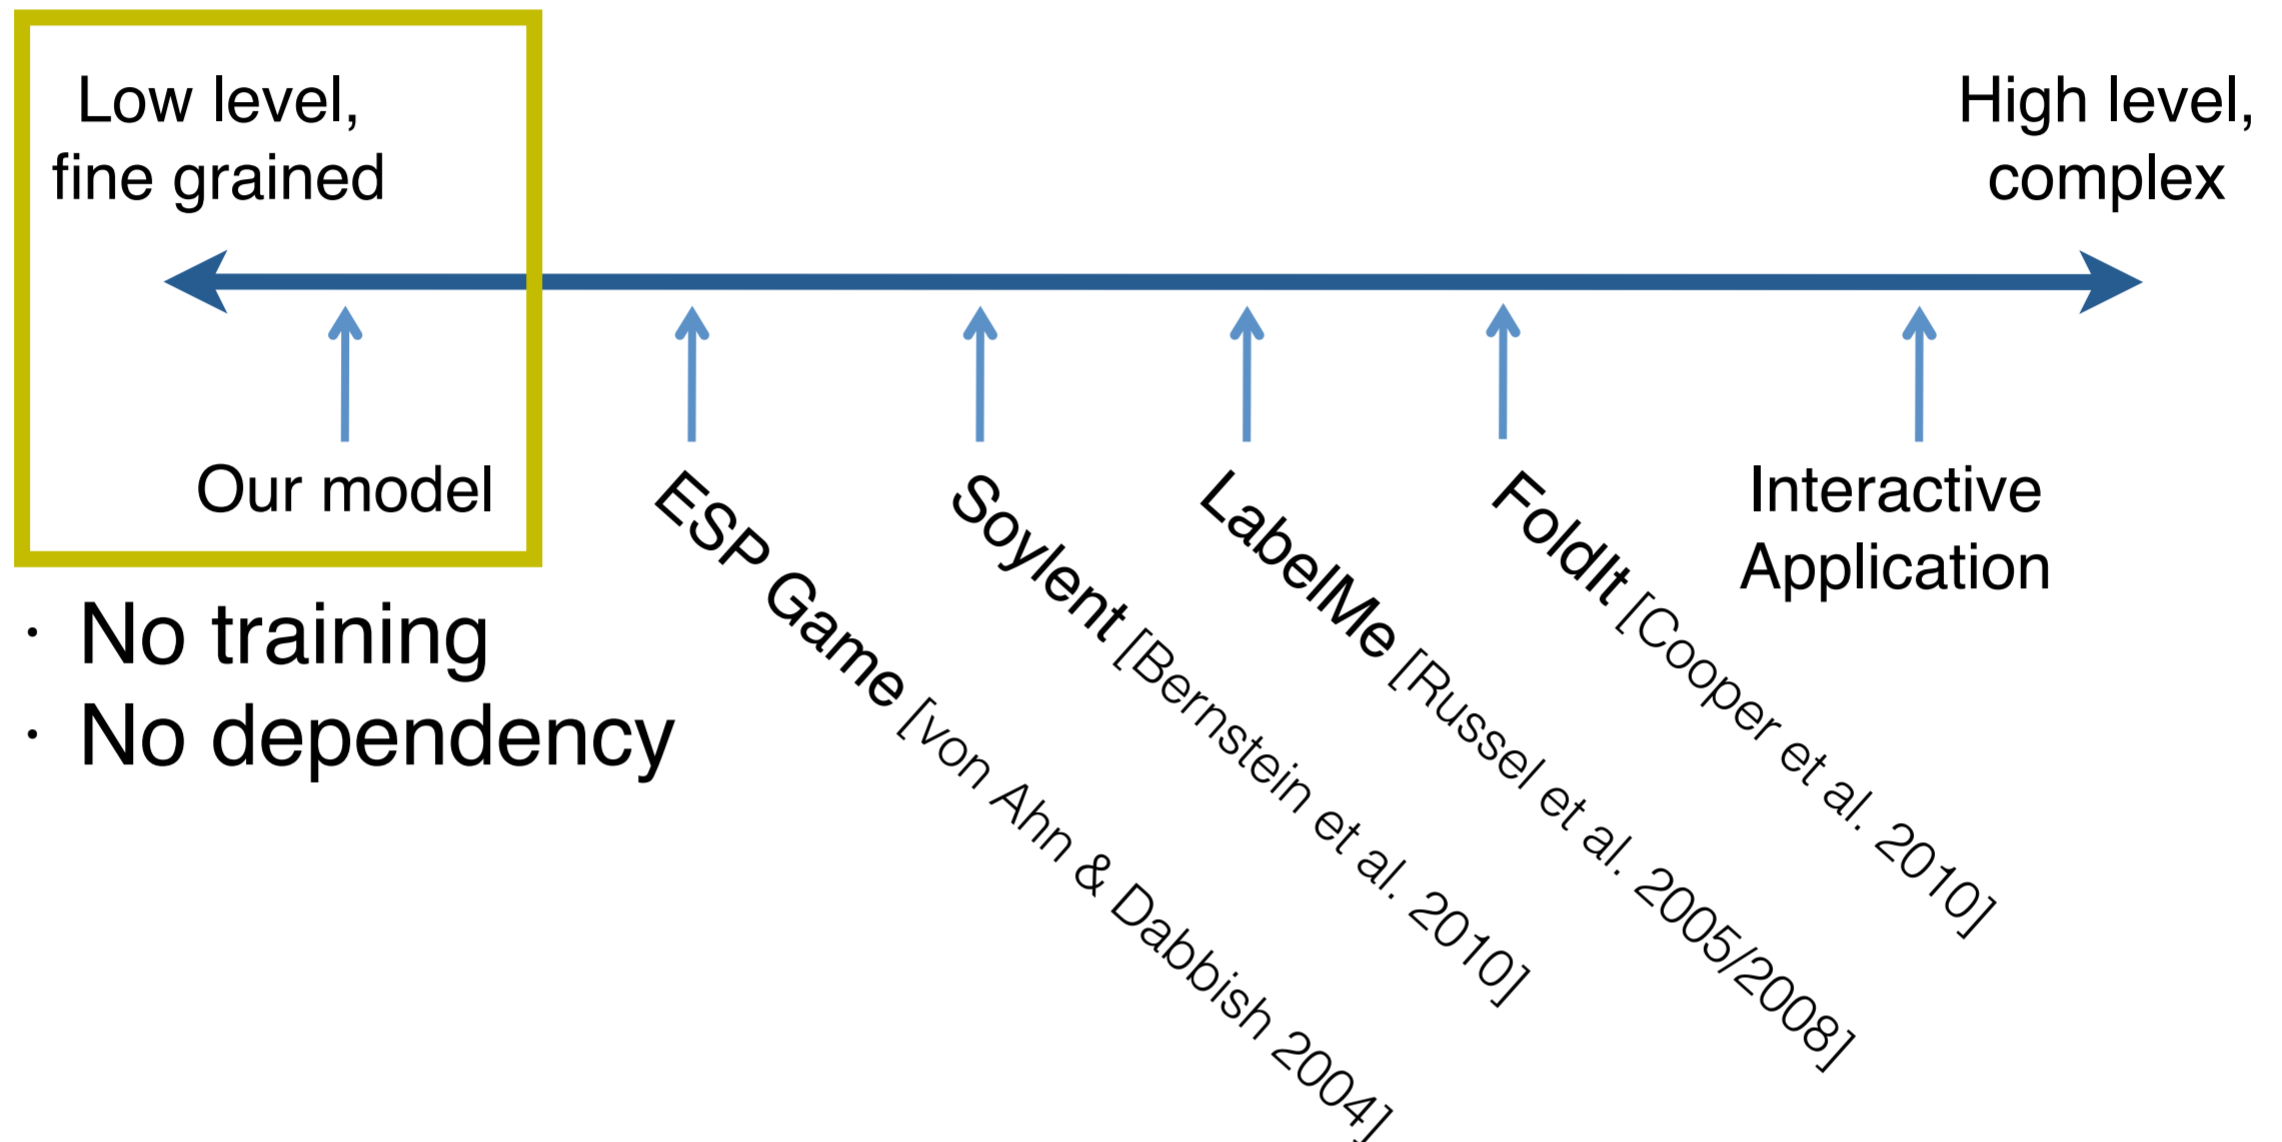 Low level,
fine grained
High level,
complex
Our model
ESP Game [von Ahn & Dabbish 2004]
Soylent [Bernstein et al. 2010]
LabelMe [Russel et al. 2005/2008]
FoldIt [Cooper et al. 2010]
Interactive
Application
· No training
· No dependency